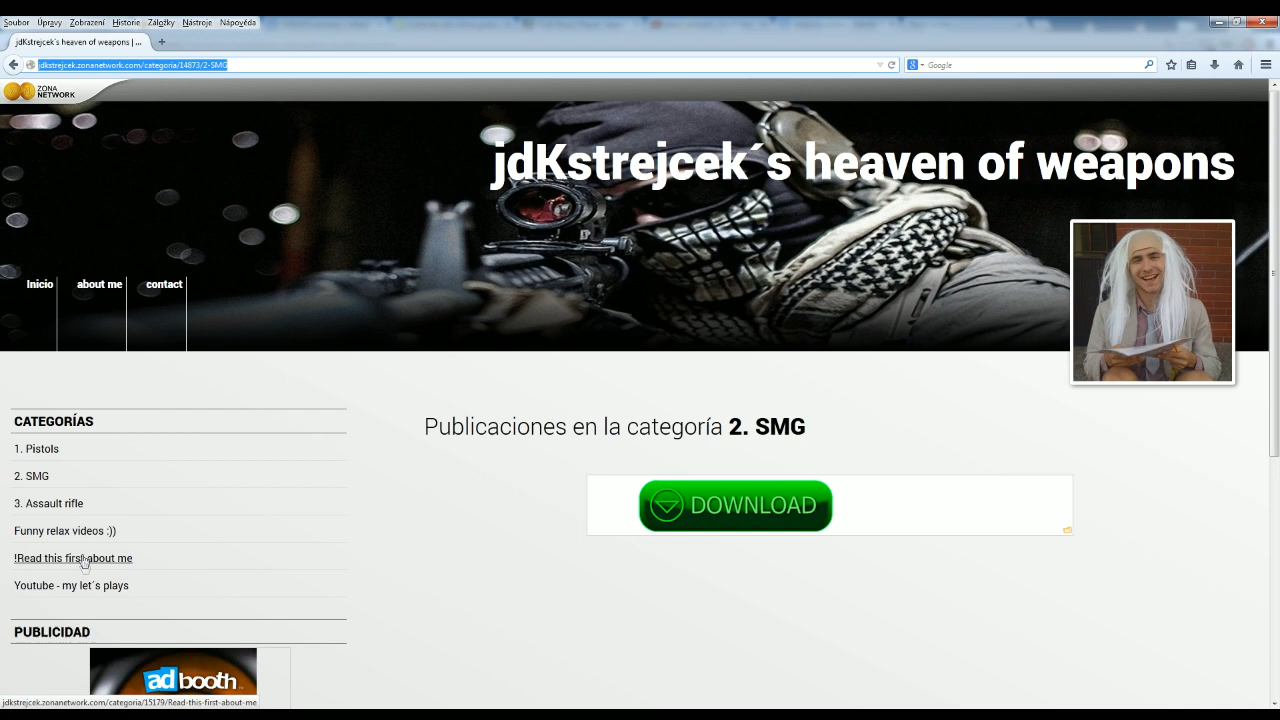 Soubor Úpravy Zobrazení Historie Záložky Nástroje Nápověda
jdKstrejcek´s heaven of weapons | ...
jdkstrejcek.zonanetwork.com/categoria/14873/2-SMG
Google
ZONA
NETWORK
jdKstrejcek´s heaven of weapons
Inicio about me contact
CATEGORÍAS
1. Pistols
2. SMG
3. Assault rifle
Funny relax videos :))
!Read this first about me
Youtube - my let´s plays
Publicaciones en la categoría 2. SMG
DOWNLOAD
PUBLICIDAD
ad booth
jdkstrejcek.zonanetwork.com/categoria/15179/Read-this-first-about-me